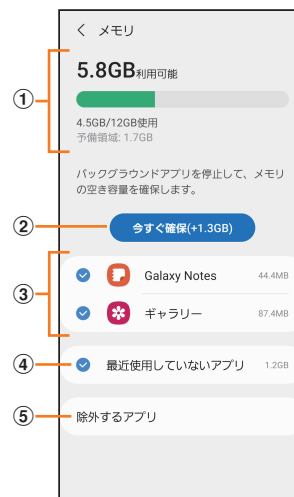 ＜ メモリ
5.8GB利用可能
①
4.5GB/12GB使用
予備領域: 1.7GB
バックグラウンドアプリを停止して、メモリ
の空き容量を確保します。
② 今すぐ確保(+1.3GB)
③
Galaxy Notes 44.4MB
ギャラリー 87.4MB
④ 最近使用していないアプリ 1.2GB
⑤ 除外するアプリ